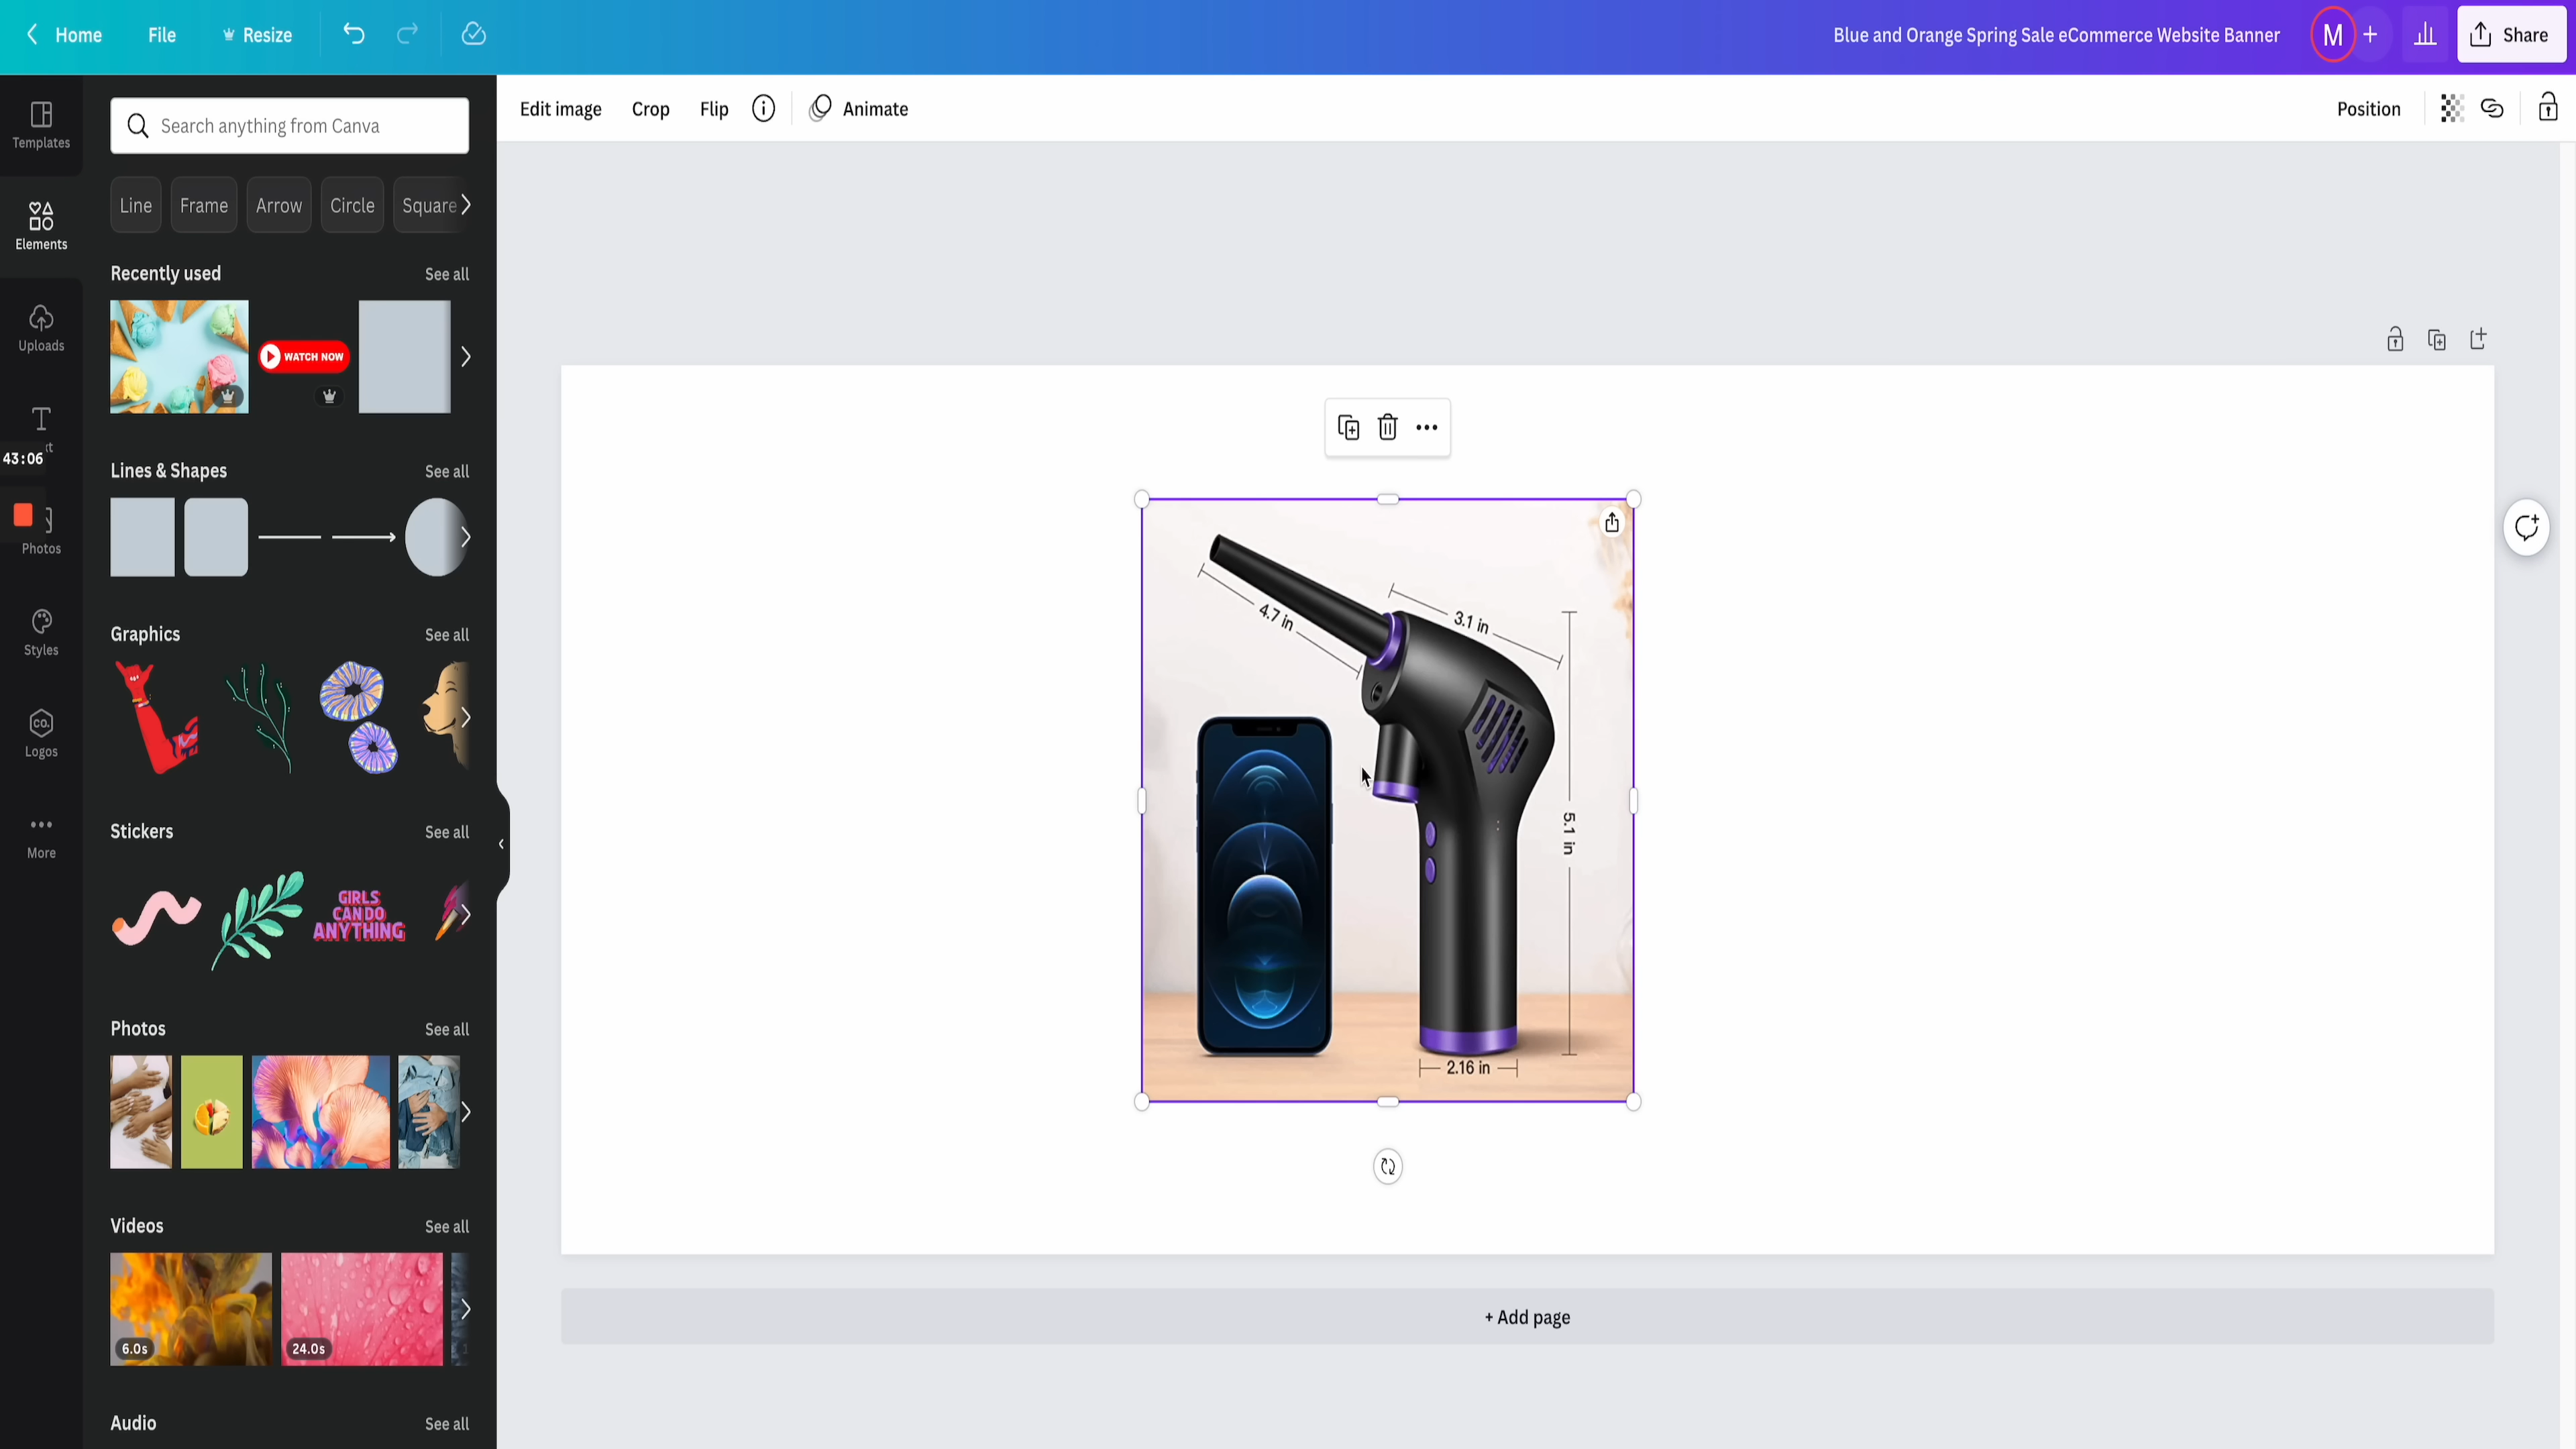 Home
File
Resize
Blue and Orange Spring Sale eCommerce Website Banner
M
+
Share
Templates
Elements
Uploads
xt
43:06
Photos
Styles
CO.
Logos
More
Search anything from Canva
Line
Frame
Arrow
Circle
Square
Recently used
See all
WATCH NOW
Lines & Shapes
See all
Graphics
See all
Stickers
See all
GIRLS
CAN DO
ANYTHING
Photos
See all
Videos
See all
6.0s
24.0s
Audio
See all
Edit image
Crop
Flip
Animate
Position
4.7 in
3.1 in
5.1 in
2.16 in
+ Add page